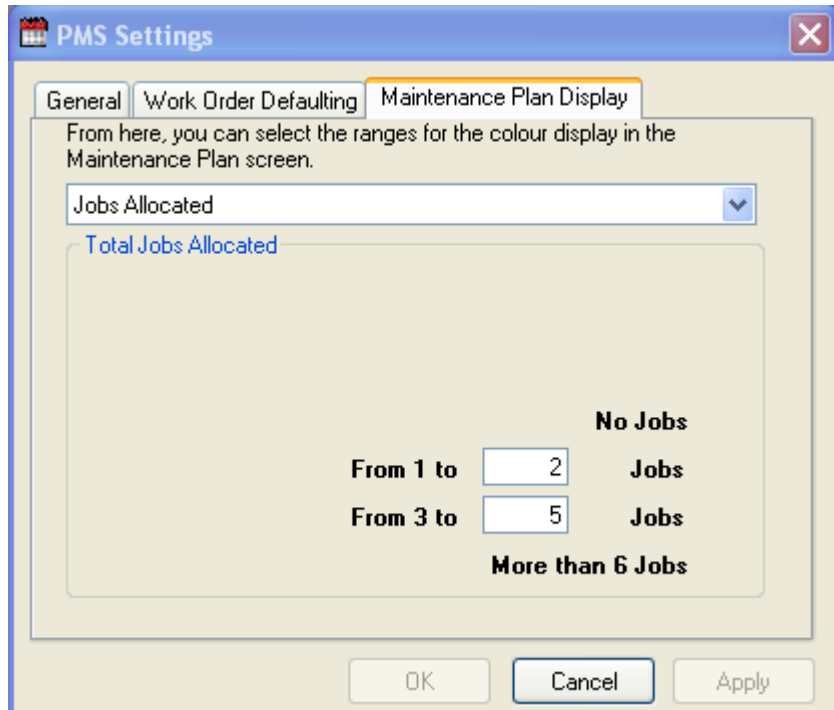 PMS Settings
General Work Order Defaulting Maintenance Plan Display
From here, you can select the ranges for the colour display in the
Maintenance Plan screen.
Jobs Allocated
Total Jobs Allocated
No Jobs
From 1 to 2 Jobs
From 3 to 5 Jobs
More than 6 Jobs
OK Cancel Apply